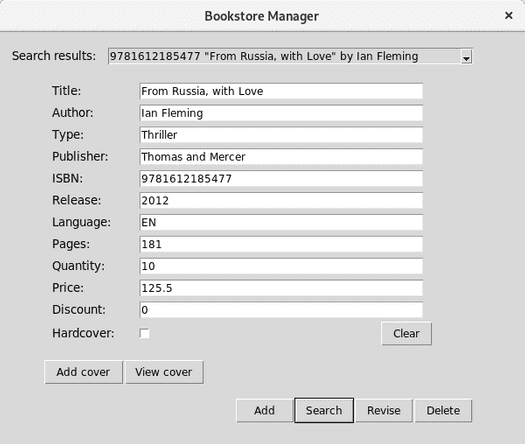 Bookstore Manager ×
Search results: 9781612185477 "From Russia, with Love" by Ian Fleming
Title: From Russia, with Love
Author: Ian Fleming
Type: Thriller
Publisher: Thomas and Mercer
ISBN: 9781612185477
Release: 2012
Language: EN
Pages: 181
Quantity: 10
Price: 125.5
Discount: 0
Hardcover: Clear
Add cover View cover
Add Search Revise Delete